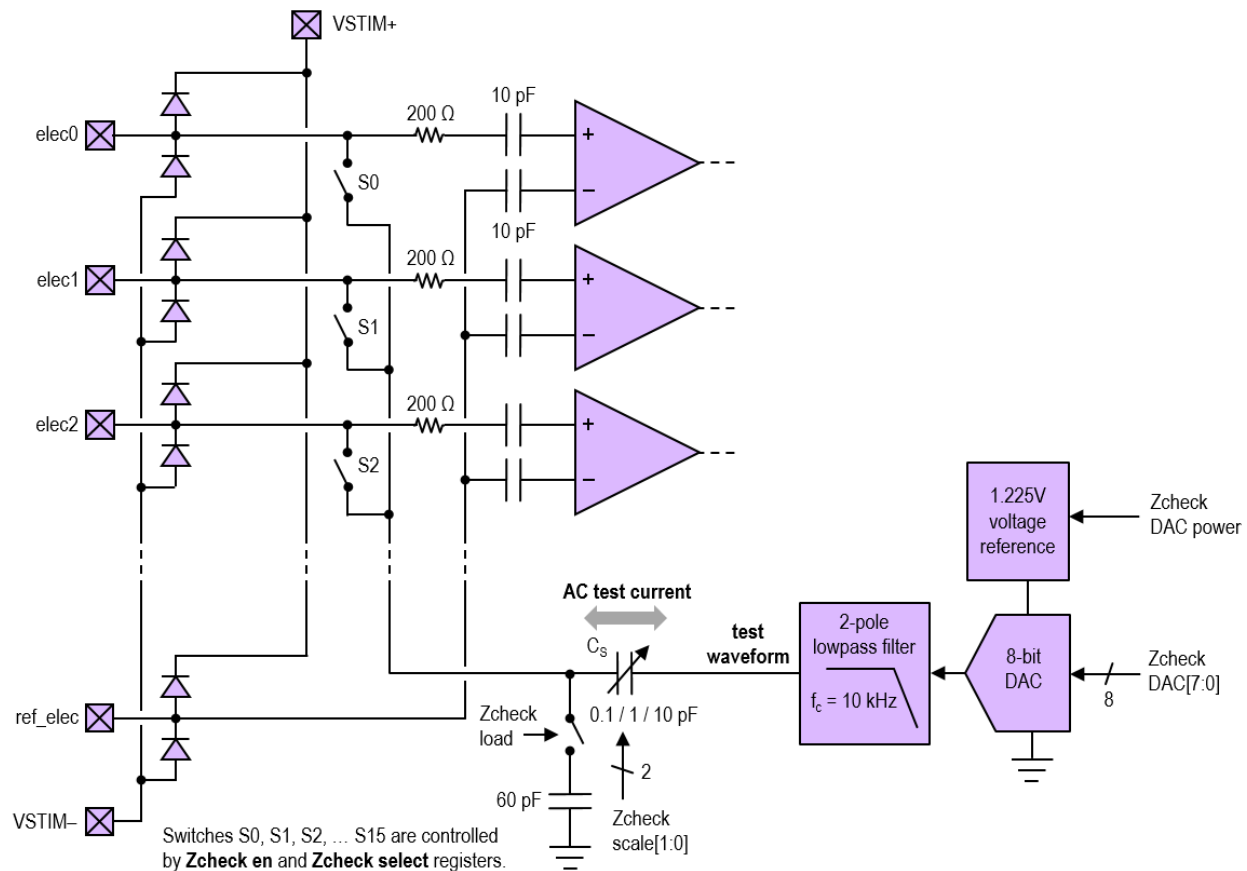 VSTIM+
elec0
200 Ω
10 pF
+
–
S0
elec1
200 Ω
10 pF
+
–
S1
elec2
200 Ω
+
–
S2
1.225V
voltage
reference
Zcheck
DAC power
AC test current
C_S
test
waveform
2-pole
lowpass filter
f_c = 10 kHz
8-bit
DAC
8
Zcheck
DAC[7:0]
ref_elec
Zcheck
load
0.1 / 1 / 10 pF
2
60 pF
Zcheck
scale[1:0]
VSTIM–
Switches S0, S1, S2, ... S15 are controlled
by Zcheck en and Zcheck select registers.